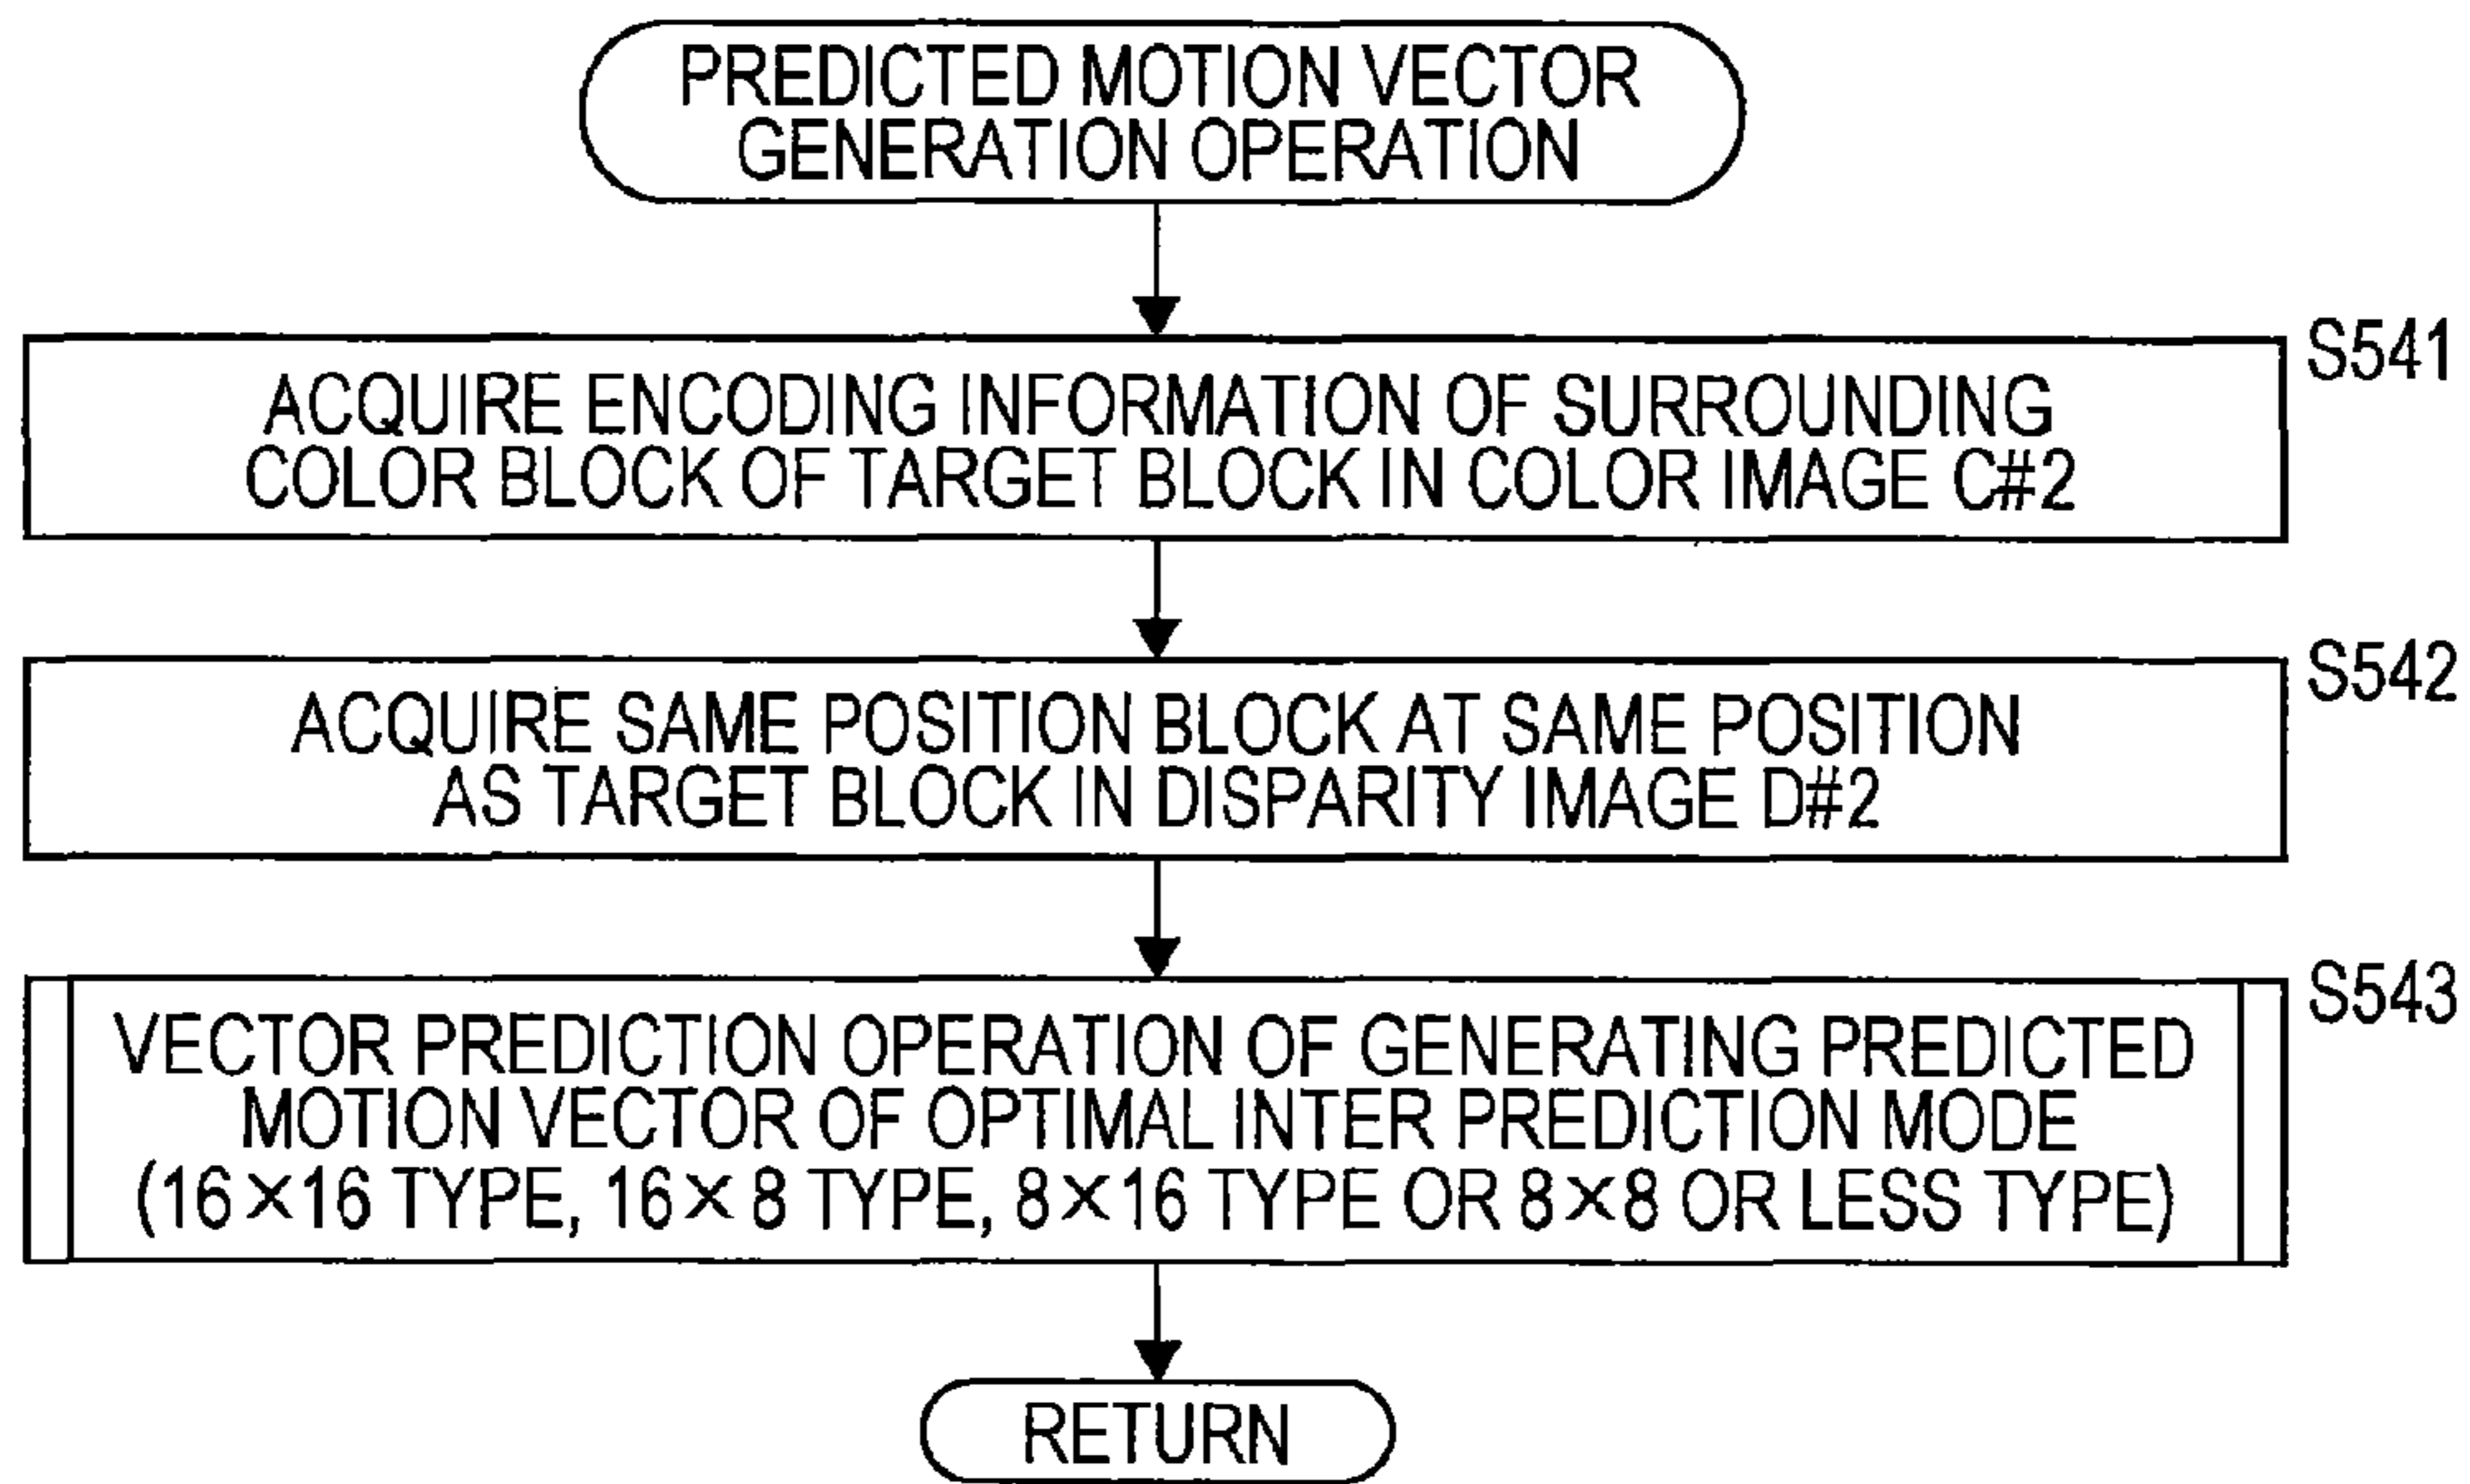 PREDICTED MOTION VECTOR
GENERATION OPERATION
S541
ACQUIRE ENCODING INFORMATION OF SURROUNDING
COLOR BLOCK OF TARGET BLOCK IN COLOR IMAGE C#2
S542
ACQUIRE SAME POSITION BLOCK AT SAME POSITION
AS TARGET BLOCK IN DISPARITY IMAGE D#2
S543
VECTOR PREDICTION OPERATION OF GENERATING PREDICTED
MOTION VECTOR OF OPTIMAL INTER PREDICTION MODE
(16×16 TYPE, 16×8 TYPE, 8×16 TYPE OR 8×8 OR LESS TYPE)
RETURN